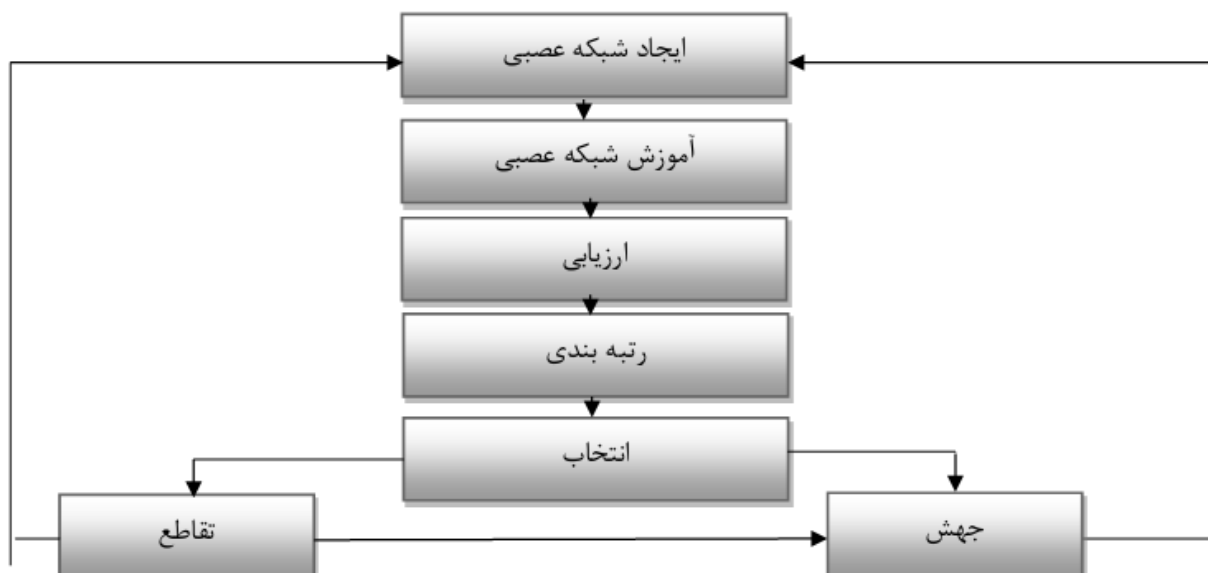 ایجاد شبکه عصبی
آموزش شبکه عصبی
ارزیابی
رتبه بندی
انتخاب
تقاطع
جهش